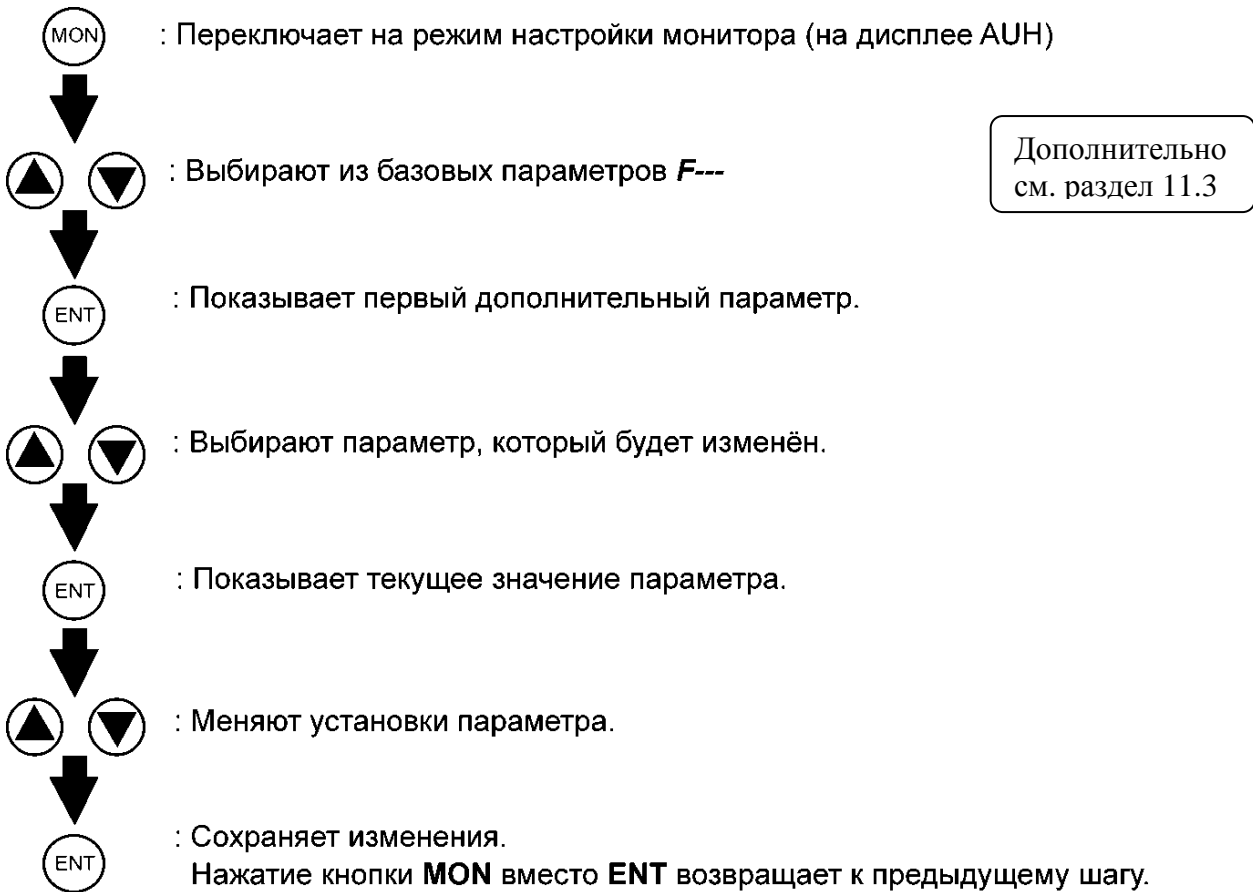 MON : Переключает на режим настройки монитора (на дисплее AUH)
: Выбирают из базовых параметров F---
Дополнительно
см. раздел 11.3
ENT : Показывает первый дополнительный параметр.
: Выбирают параметр, который будет изменён.
ENT : Показывает текущее значение параметра.
: Меняют установки параметра.
ENT : Сохраняет изменения.
Нажатие кнопки MON вместо ENT возвращает к предыдущему шагу.